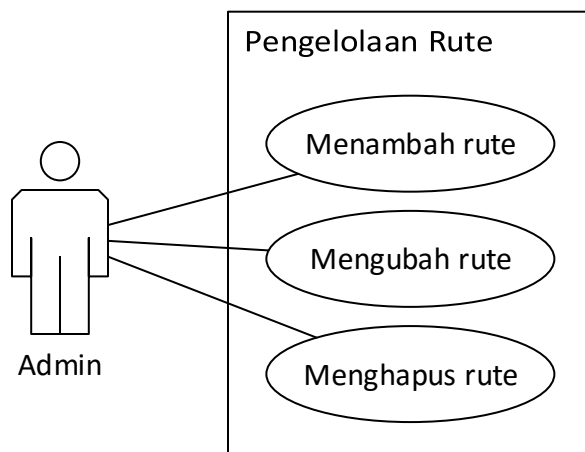 Pengelolaan Rute
Menambah rute
Mengubah rute
Menghapus rute
Admin